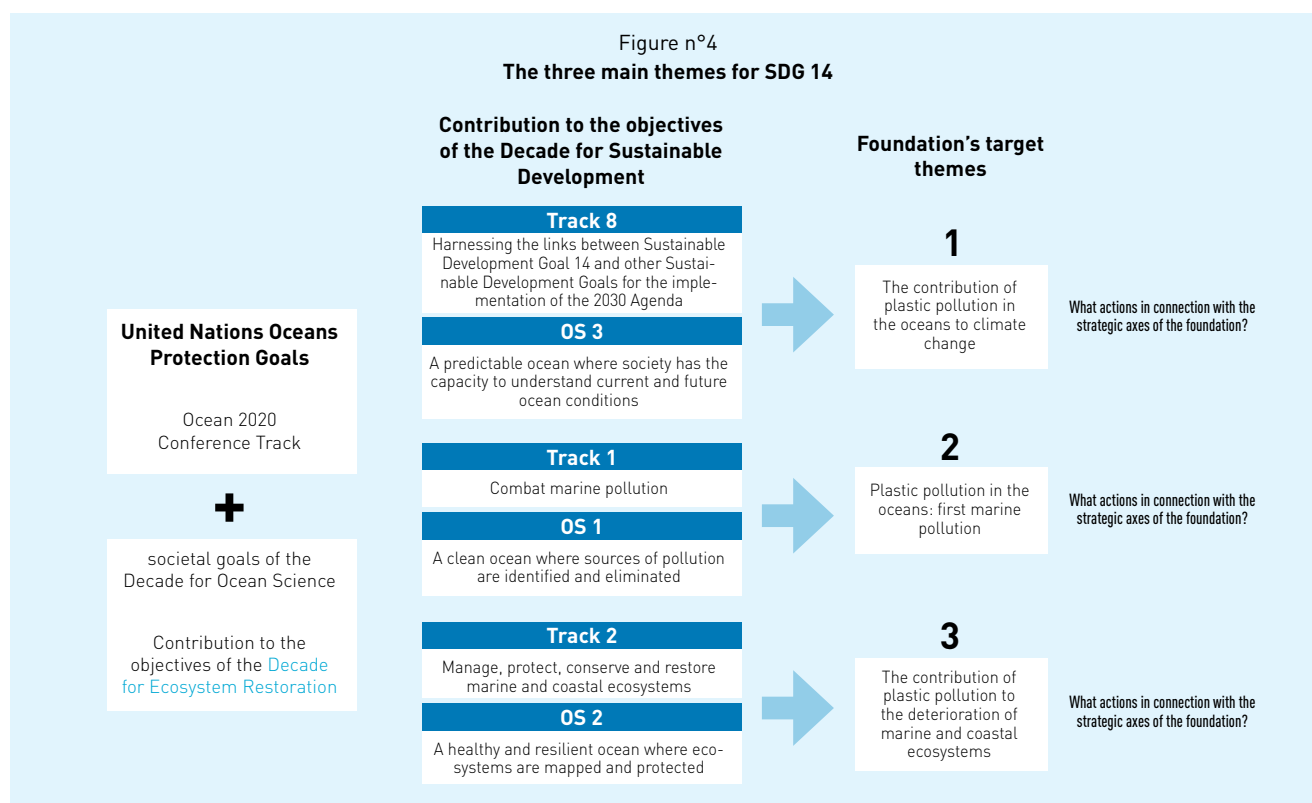 Figure n°4
The three main themes for SDG 14
Contribution to the objectives
of the Decade for Sustainable
Development
Foundation’s target
themes
United Nations Oceans
Protection Goals
Ocean 2020
Conference Track
+
societal goals of the
Decade for Ocean Science
Contribution to the
objectives of the Decade
for Ecosystem Restoration
Track 8
Harnessing the links between Sustainable
Development Goal 14 and other Sustai-
nable Development Goals for the imple-
mentation of the 2030 Agenda
OS 3
A predictable ocean where society has the
capacity to understand current and future
ocean conditions
1
The contribution of
plastic pollution in
the oceans to climate
change
What actions in connection with the
strategic axes of the foundation?
Track 1
Combat marine pollution
OS 1
A clean ocean where sources of pollution
are identified and eliminated
2
Plastic pollution in the
oceans: first marine
pollution
What actions in connection with the
strategic axes of the foundation?
Track 2
Manage, protect, conserve and restore
marine and coastal ecosystems
OS 2
A healthy and resilient ocean where eco-
systems are mapped and protected
3
The contribution of
plastic pollution to
the deterioration of
marine and coastal
ecosystems
What actions in connection with the
strategic axes of the foundation?